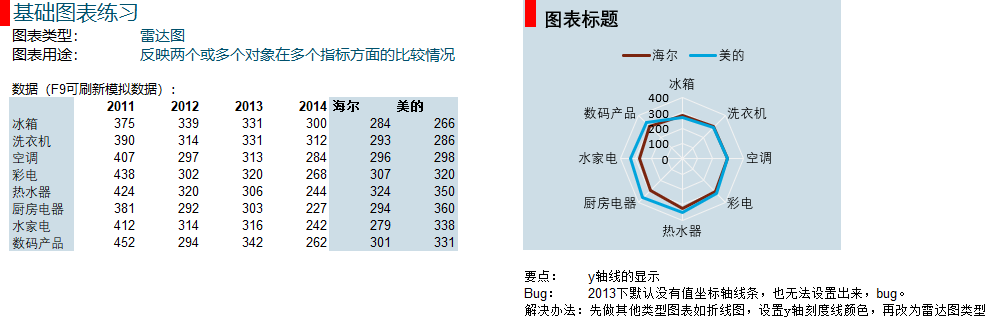 基础图表练习
图表类型： 雷达图
图表用途： 反映两个或多个对象在多个指标方面的比较情况
数据（F9可刷新模拟数据）：
2011 2012 2013 2014 海尔 美的
冰箱 375 339 331 300 284 266
洗衣机 390 314 331 312 293 286
空调 407 297 313 284 296 298
彩电 438 302 320 268 307 320
热水器 424 320 306 244 324 350
厨房电器 381 292 303 227 294 360
水家电 412 314 316 242 279 338
数码产品 452 294 342 262 301 331
图表标题
海尔 美的
冰箱
洗衣机
空调
彩电
热水器
厨房电器
水家电
数码产品
400
300
200
100
0
要点： y轴线的显示
Bug： 2013下默认没有值坐标轴线条，也无法设置出来，bug。
解决办法：先做其他类型图表如折线图，设置y轴刻度线颜色，再改为雷达图类型